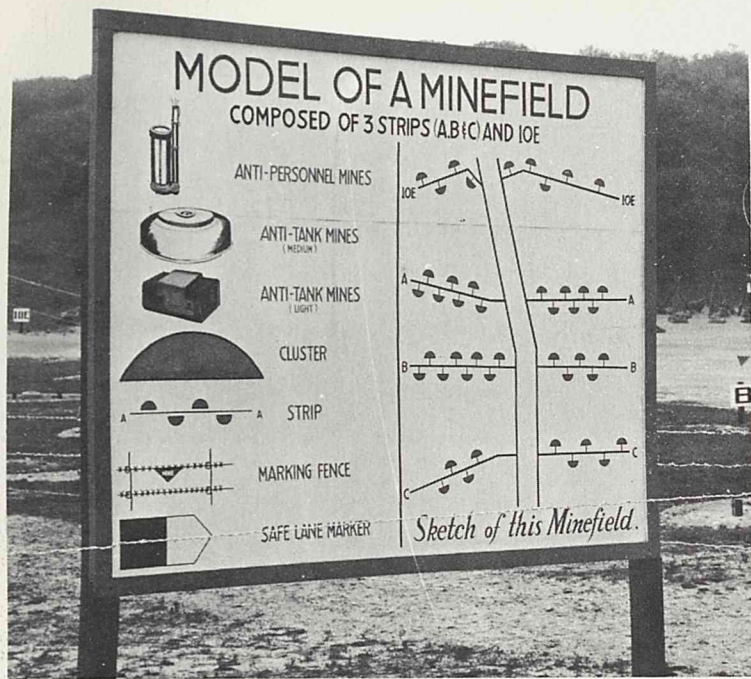 MODEL OF A MINEFIELD
COMPOSED OF 3 STRIPS (A.B&C) AND IOE
ANTI-PERSONNEL MINES
ANTI-TANK MINES
(MEDIUM)
ANTI-TANK MINES
(LIGHT)
CLUSTER
A
A
STRIP
MARKING FENCE
SAFE LANE MARKER
IOE
IOE
A
A
B
B
C
C
Sketch of this Minefield.
IOE
B